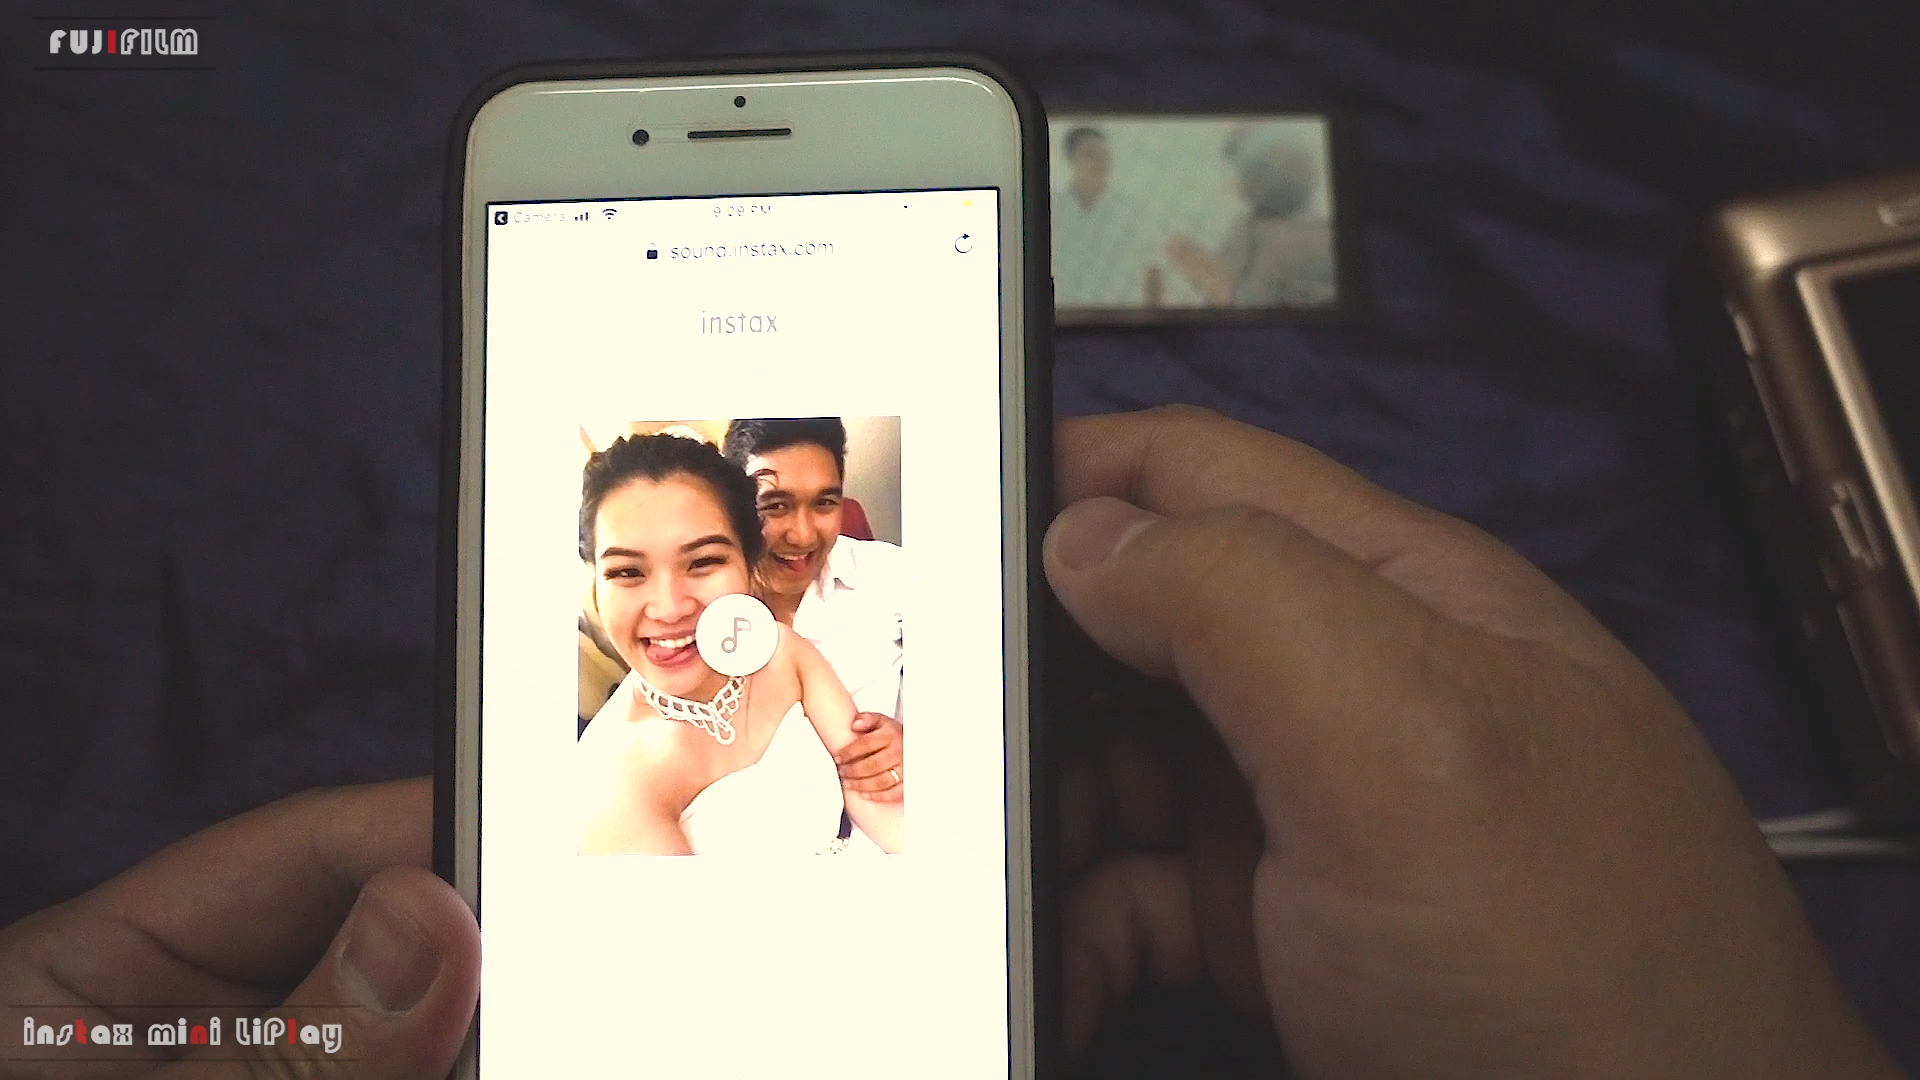 FUJIFILM
Camera 9:29 PM
sound.instax.com
instax
instax mini LiPlay